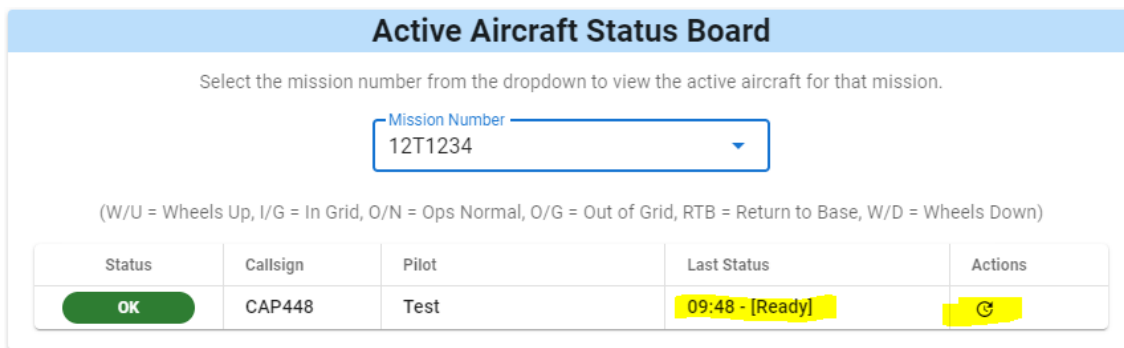 Active Aircraft Status Board
Select the mission number from the dropdown to view the active aircraft for that mission.
Mission Number
12T1234
(W/U = Wheels Up, I/G = In Grid, O/N = Ops Normal, O/G = Out of Grid, RTB = Return to Base, W/D = Wheels Down)
Status Callsign Pilot Last Status Actions
OK CAP448 Test 09:48 - [Ready]